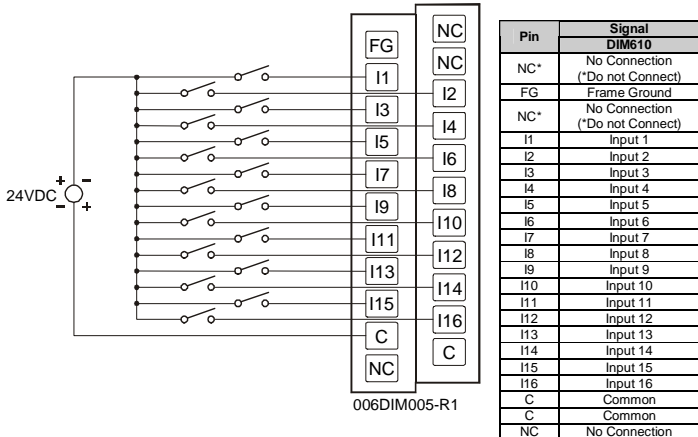 NC
FG
NC
I1
I2
I3
I4
I5
I6
I7
I8
I9
I10
I11
I12
I13
I14
I15
I16
C
C
NC
24VDC
+ -
- +
006DIM005-R1
Pin Signal
DIM610
NC* No Connection
(*Do not Connect)
FG Frame Ground
NC* No Connection
(*Do not Connect)
I1 Input 1
I2 Input 2
I3 Input 3
I4 Input 4
I5 Input 5
I6 Input 6
I7 Input 7
I8 Input 8
I9 Input 9
I10 Input 10
I11 Input 11
I12 Input 12
I13 Input 13
I14 Input 14
I15 Input 15
I16 Input 16
C Common
C Common
NC No Connection